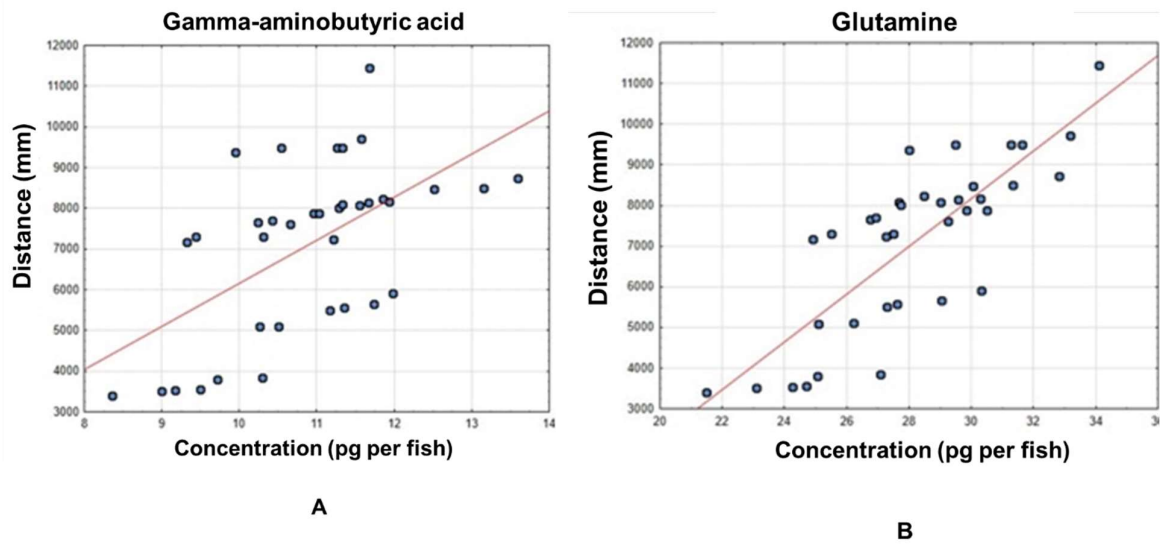 Gamma-aminobutyric acid
12000
11000
10000
9000
8000
7000
6000
5000
4000
3000
Distance (mm)
8 9 10 11 12 13 14
Concentration (pg per fish)
A
Glutamine
12000
11000
10000
9000
8000
7000
6000
5000
4000
3000
Distance (mm)
20 22 24 26 28 30 32 34
Concentration (pg per fish)
B